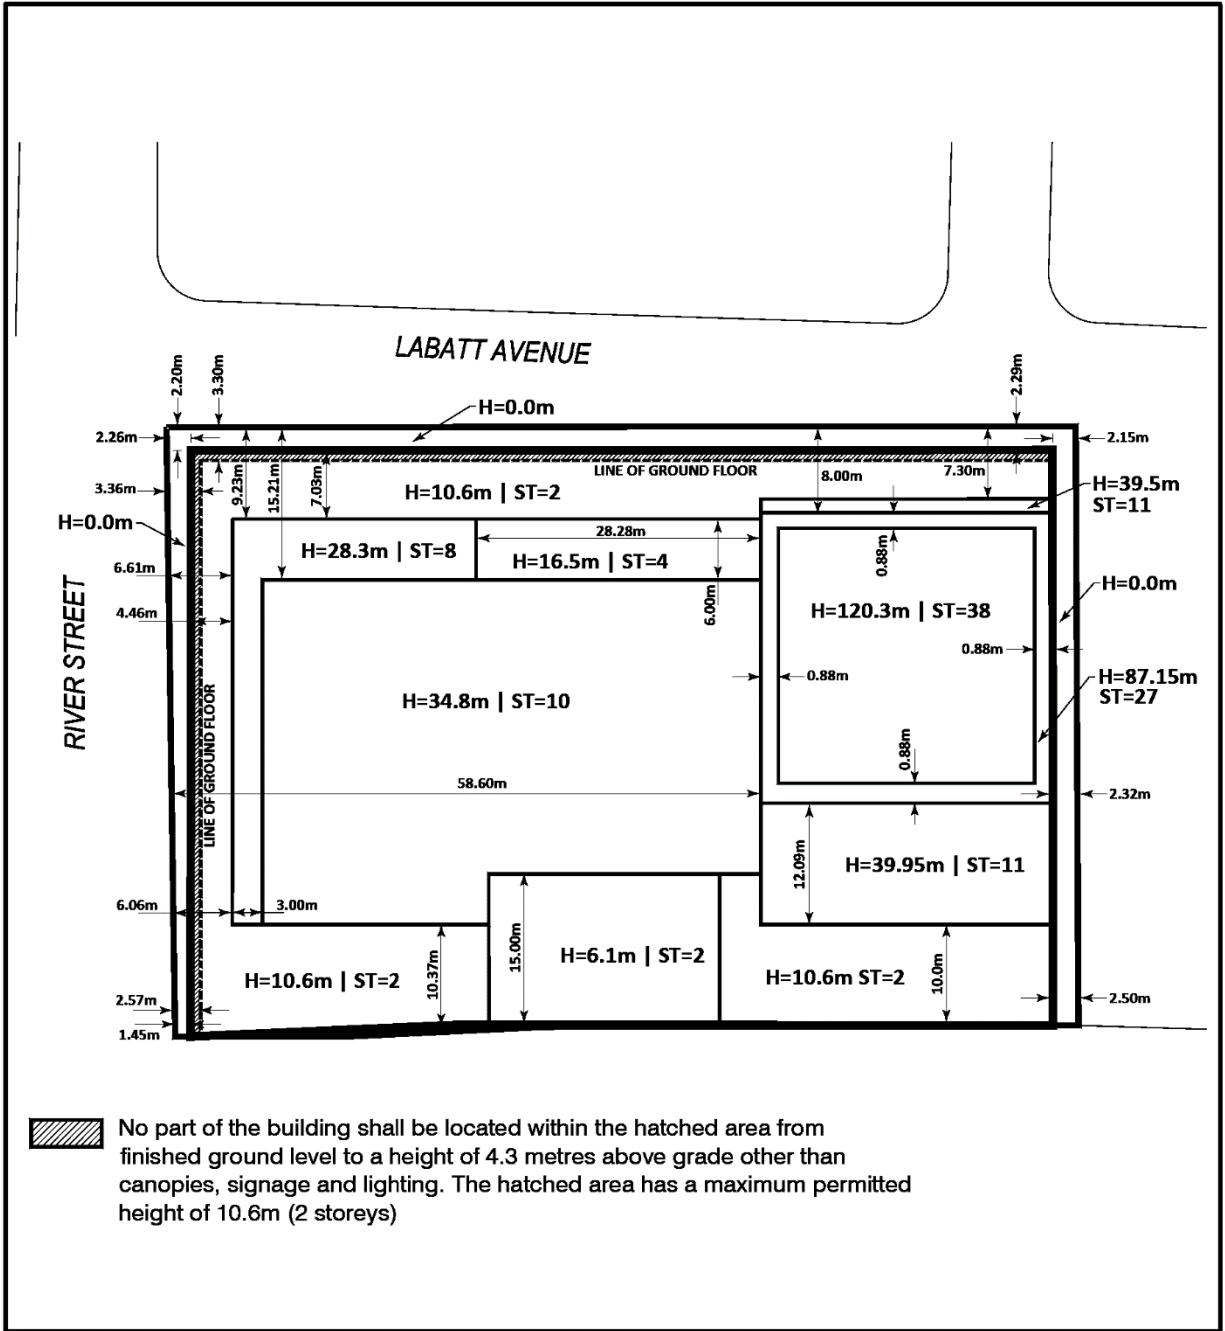 LABATT AVENUE
2.20m
3.30m
2.29m
H=0.0m
2.26m
2.15m
LINE OF GROUND FLOOR
9.23m
15.21m
7.03m
8.00m
7.30m
H=10.6m | ST=2
H=39.5m
ST=11
3.36m
H=0.0m
28.28m
H=28.3m | ST=8
H=16.5m | ST=4
0.88m
6.61m
6.00m
H=0.0m
4.46m
H=120.3m | ST=38
RIVER STREET
0.88m
0.88m
H=87.15m
ST=27
H=34.8m | ST=10
LINE OF GROUND FLOOR
0.88m
58.60m
2.32m
12.09m
H=39.95m | ST=11
6.06m
3.00m
15.00m
H=6.1m | ST=2
H=10.6m | ST=2
10.37m
H=10.6m ST=2
10.0m
2.57m
2.50m
1.45m
No part of the building shall be located within the hatched area from
finished ground level to a height of 4.3 metres above grade other than
canopies, signage and lighting. The hatched area has a maximum permitted
height of 10.6m (2 storeys)